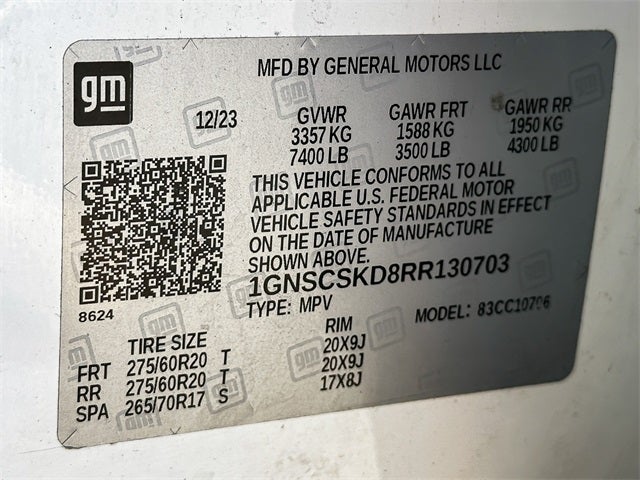 gm
MFD BY GENERAL MOTORS LLC
12/23 GVWR GAWR FRT GAWR RR
3357 KG 1588 KG 1950 KG
7400 LB 3500 LB 4300 LB
THIS VEHICLE CONFORMS TO ALL
APPLICABLE U.S. FEDERAL MOTOR
VEHICLE SAFETY STANDARDS IN EFFECT
ON THE DATE OF MANUFACTURE
SHOWN ABOVE.
1GNSCSKD8RR130703
8624
TYPE: MPV MODEL: 83CC10706
TIRE SIZE RIM
FRT 275/60R20 T 20X9J
RR 275/60R20 T 20X9J
SPA 265/70R17 S 17X8J